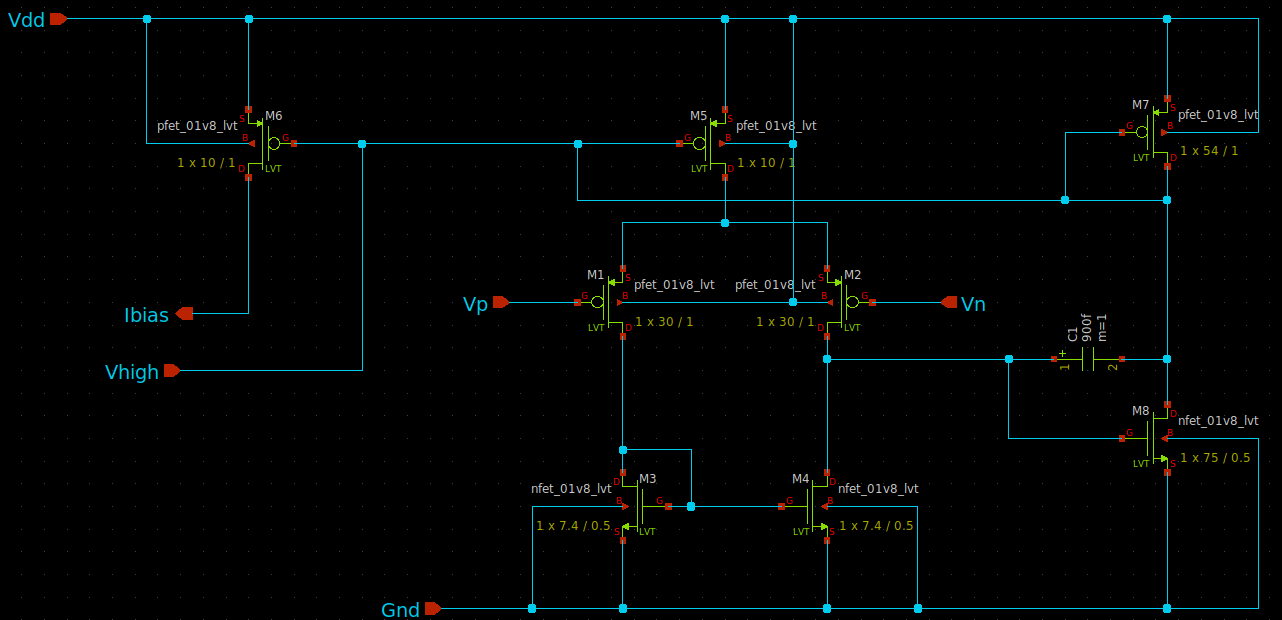 Vdd
M6
pfet_01v8_lvt
1 x 10 / 1
S
B
G
D
LVT
M5
pfet_01v8_lvt
1 x 10 / 1
S
G
B
D
LVT
M7
pfet_01v8_lvt
1 x 54 / 1
S
G
B
D
LVT
M1
pfet_01v8_lvt
1 x 30 / 1
S
G
B
D
LVT
M2
pfet_01v8_lvt
1 x 30 / 1
S
B
G
D
LVT
Vp
Vn
Ibias
Vhigh
C1
900f
m=1
+
1
2
M8
nfet_01v8_lvt
1 x 75 / 0.5
D
G
B
S
LVT
M3
nfet_01v8_lvt
1 x 7.4 / 0.5
D
B
G
S
LVT
M4
nfet_01v8_lvt
1 x 7.4 / 0.5
D
G
B
S
LVT
Gnd